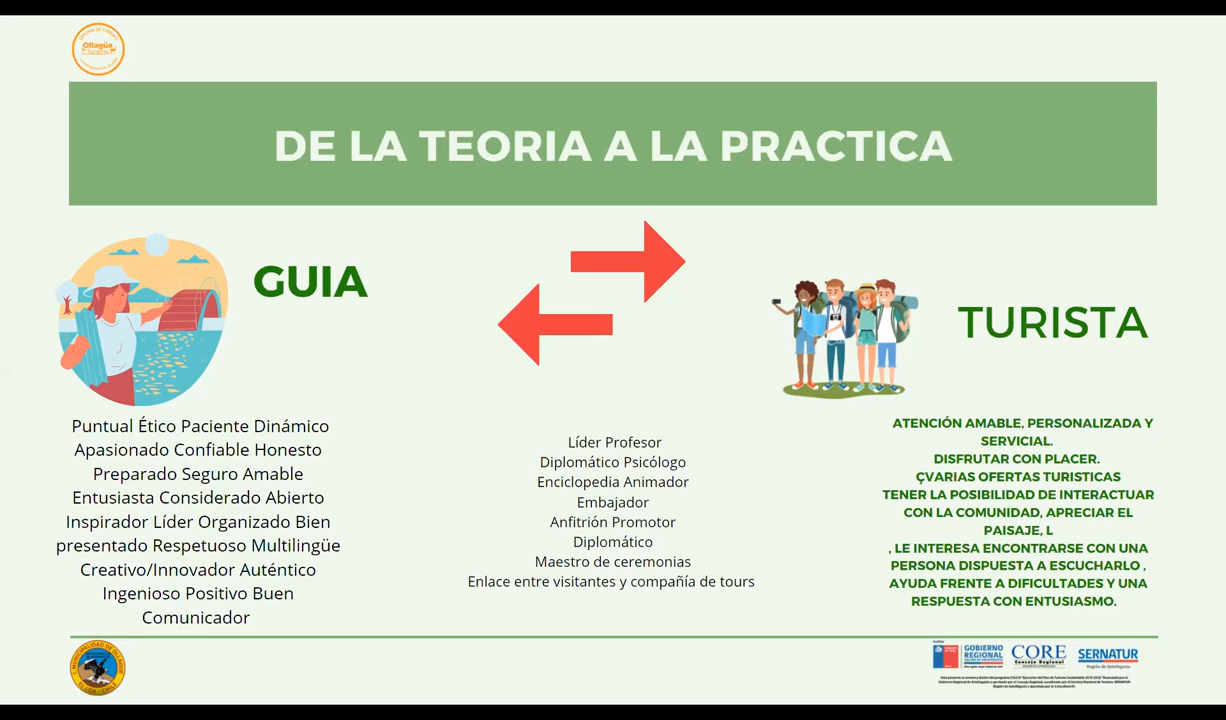 Ollagüe
DE LA TEORIA A LA PRACTICA
GUIA
TURISTA
Puntual Ético Paciente Dinámico
Apasionado Confiable Honesto
Preparado Seguro Amable
Entusiasta Considerado Abierto
Inspirador Líder Organizado Bien
presentado Respetuoso Multilingüe
Creativo/Innovador Auténtico
Ingenioso Positivo Buen
Comunicador
Líder Profesor
Diplomático Psicólogo
Enciclopedia Animador
Embajador
Anfitrión Promotor
Diplomático
Maestro de ceremonias
Enlace entre visitantes y compañía de tours
ATENCIÓN AMABLE, PERSONALIZADA Y
SERVICIAL.
DISFRUTAR CON PLACER.
ÇVARIAS OFERTAS TURISTICAS
TENER LA POSIBILIDAD DE INTERACTUAR
CON LA COMUNIDAD, APRECIAR EL
PAISAJE, L
, LE INTERESA ENCONTRARSE CON UNA
PERSONA DISPUESTA A ESCUCHARLO ,
AYUDA FRENTE A DIFICULTADES Y UNA
RESPUESTA CON ENTUSIASMO.
GOBIERNO
REGIONAL
CORE
Consejo Regional
SERNATUR
Región de Antofagasta